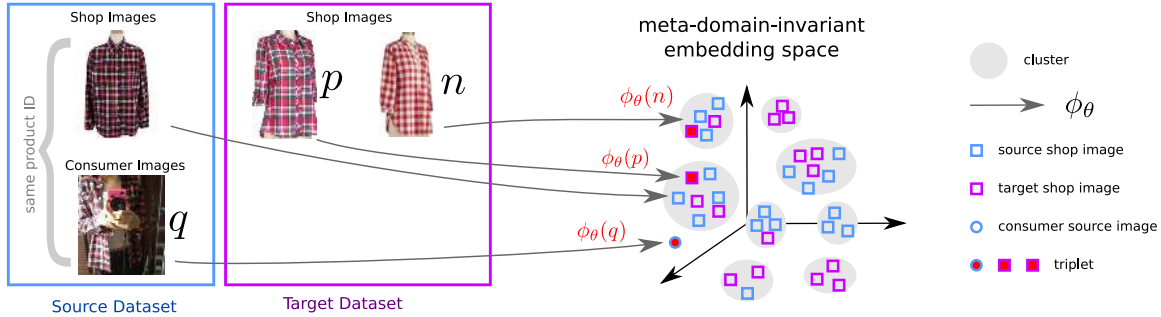 Shop Images
same product ID
Consumer Images
q
Source Dataset
Shop Images
p
n
Target Dataset
meta-domain-invariant
embedding space
ϕθ(n)
ϕθ(p)
ϕθ(q)
cluster
ϕθ
source shop image
target shop image
consumer source image
triplet